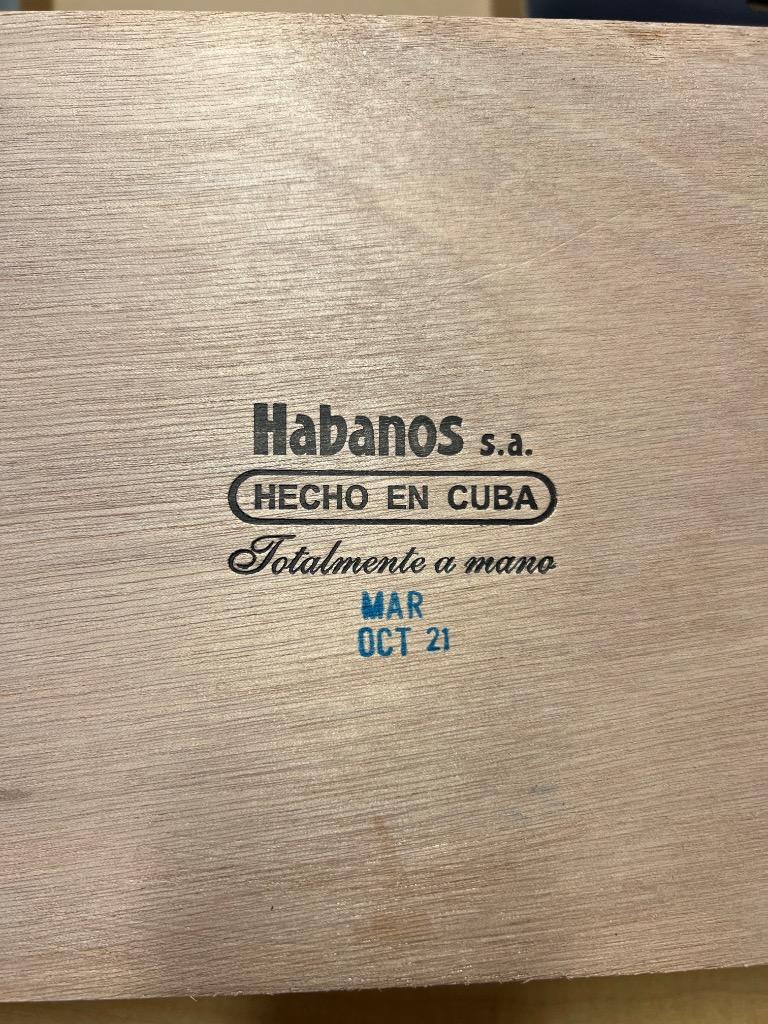 Habanos s.a.
HECHO EN CUBA
Totalmente a mano
MAR
OCT 21